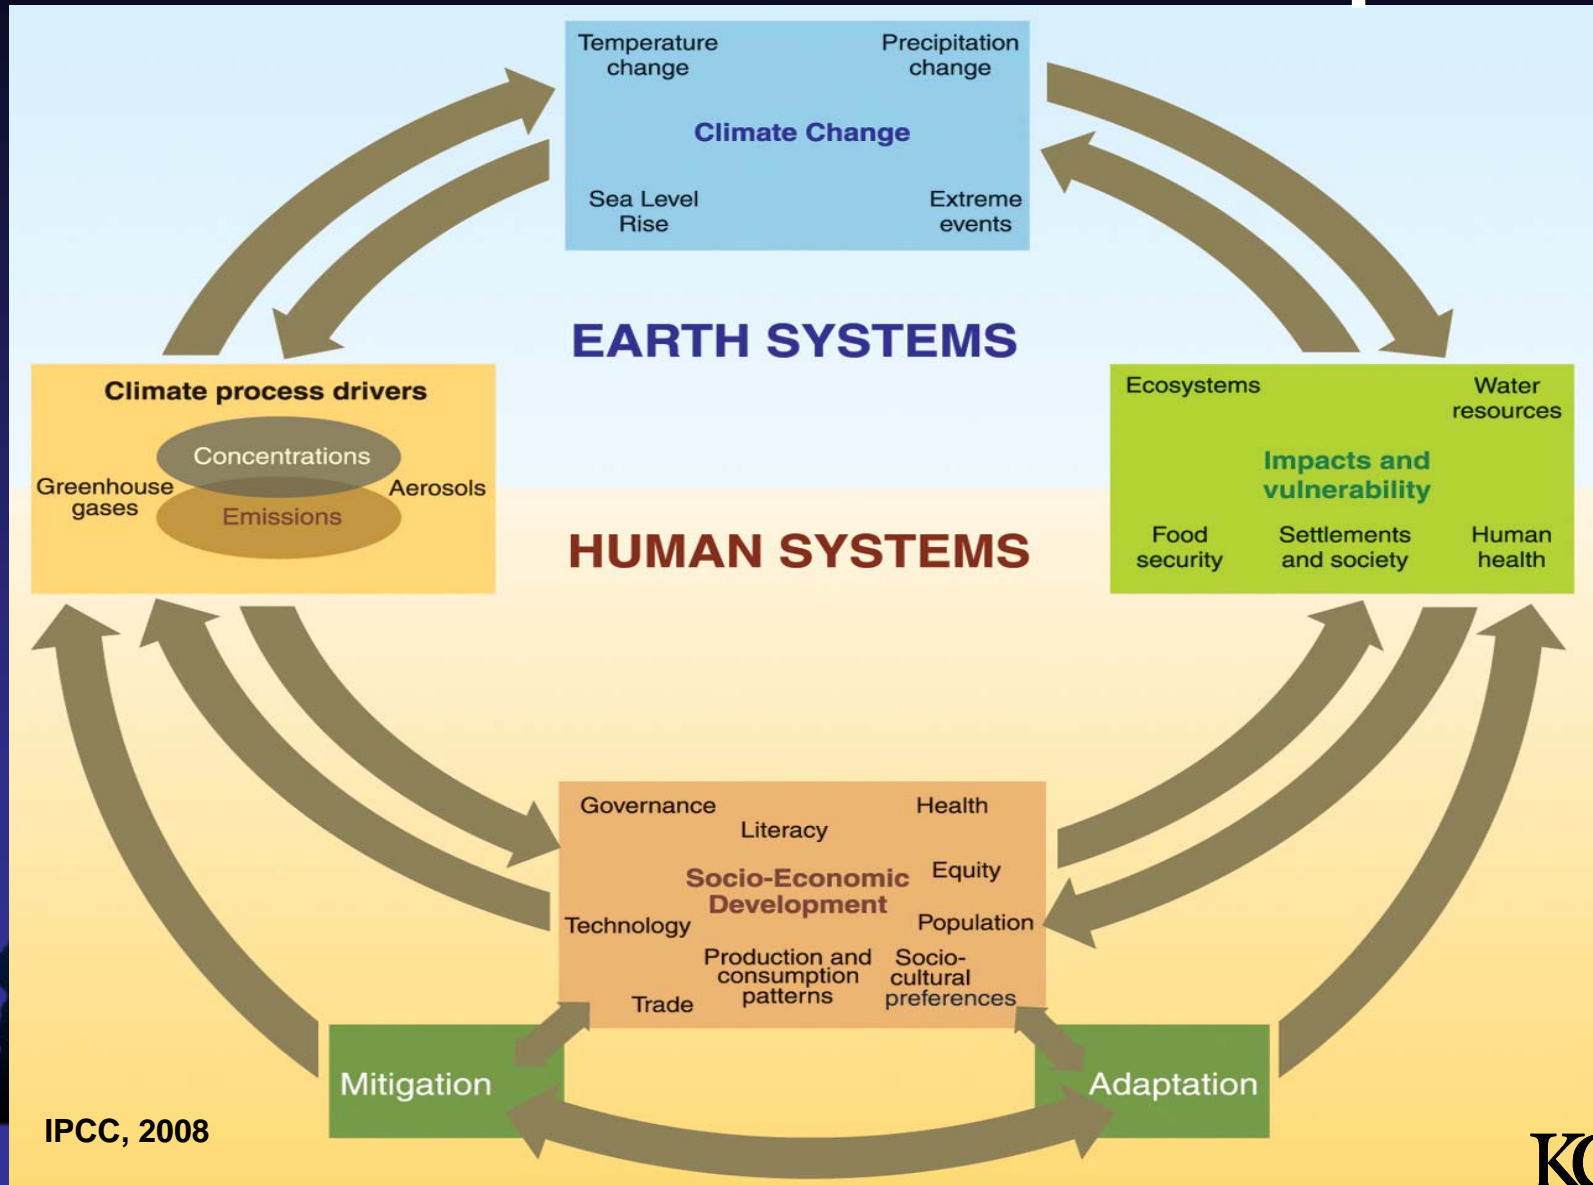 Temperature
change
Precipitation
change
Climate Change
Sea Level
Rise
Extreme
events
EARTH SYSTEMS
Climate process drivers
Concentrations
Greenhouse
gases
Aerosols
Emissions
Ecosystems
Water
resources
Impacts and
vulnerability
Food
security
Settlements
and society
Human
health
HUMAN SYSTEMS
Governance
Health
Literacy
Equity
Socio-Economic
Development
Technology
Population
Production and
consumption
patterns
Socio-
cultural
preferences
Trade
Mitigation
Adaptation
IPCC, 2008